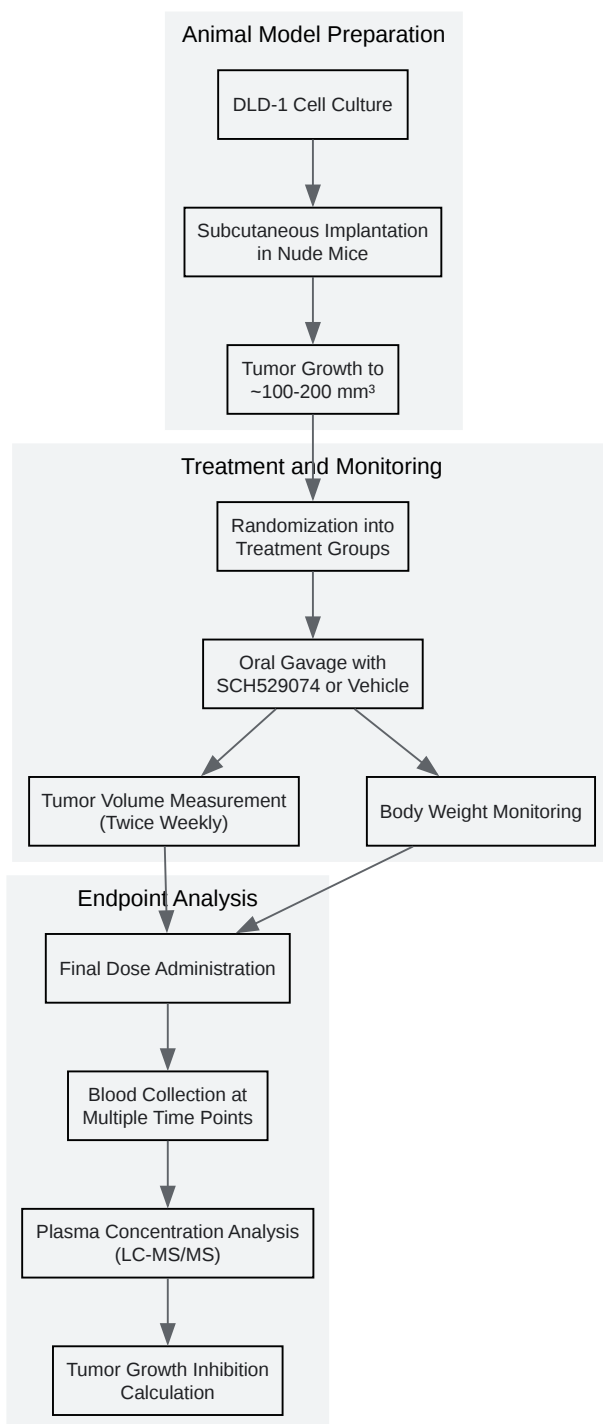 Animal Model Preparation
DLD-1 Cell Culture
Subcutaneous Implantation
in Nude Mice
Tumor Growth to
~100-200 mm³
Treatment and Monitoring
Randomization into
Treatment Groups
Oral Gavage with
SCH529074 or Vehicle
Tumor Volume Measurement
(Twice Weekly)
Body Weight Monitoring
Endpoint Analysis
Final Dose Administration
Blood Collection at
Multiple Time Points
Plasma Concentration Analysis
(LC-MS/MS)
Tumor Growth Inhibition
Calculation